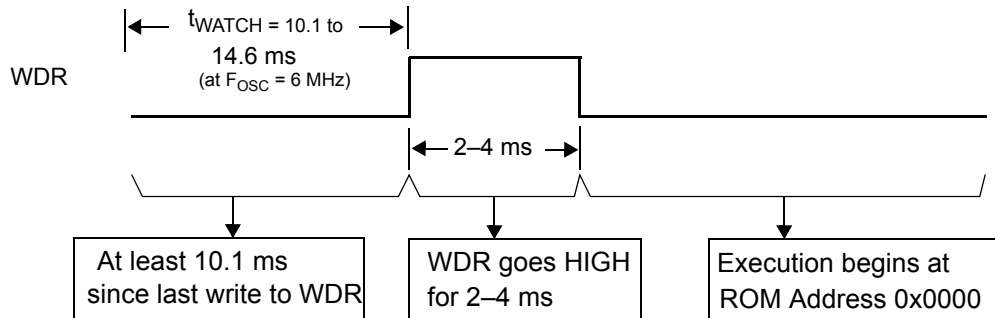 tWATCH = 10.1 to
14.6 ms
(at FOSC = 6 MHz)
WDR
2–4 ms
At least 10.1 ms
since last write to WDR
WDR goes HIGH
for 2–4 ms
Execution begins at
ROM Address 0x0000